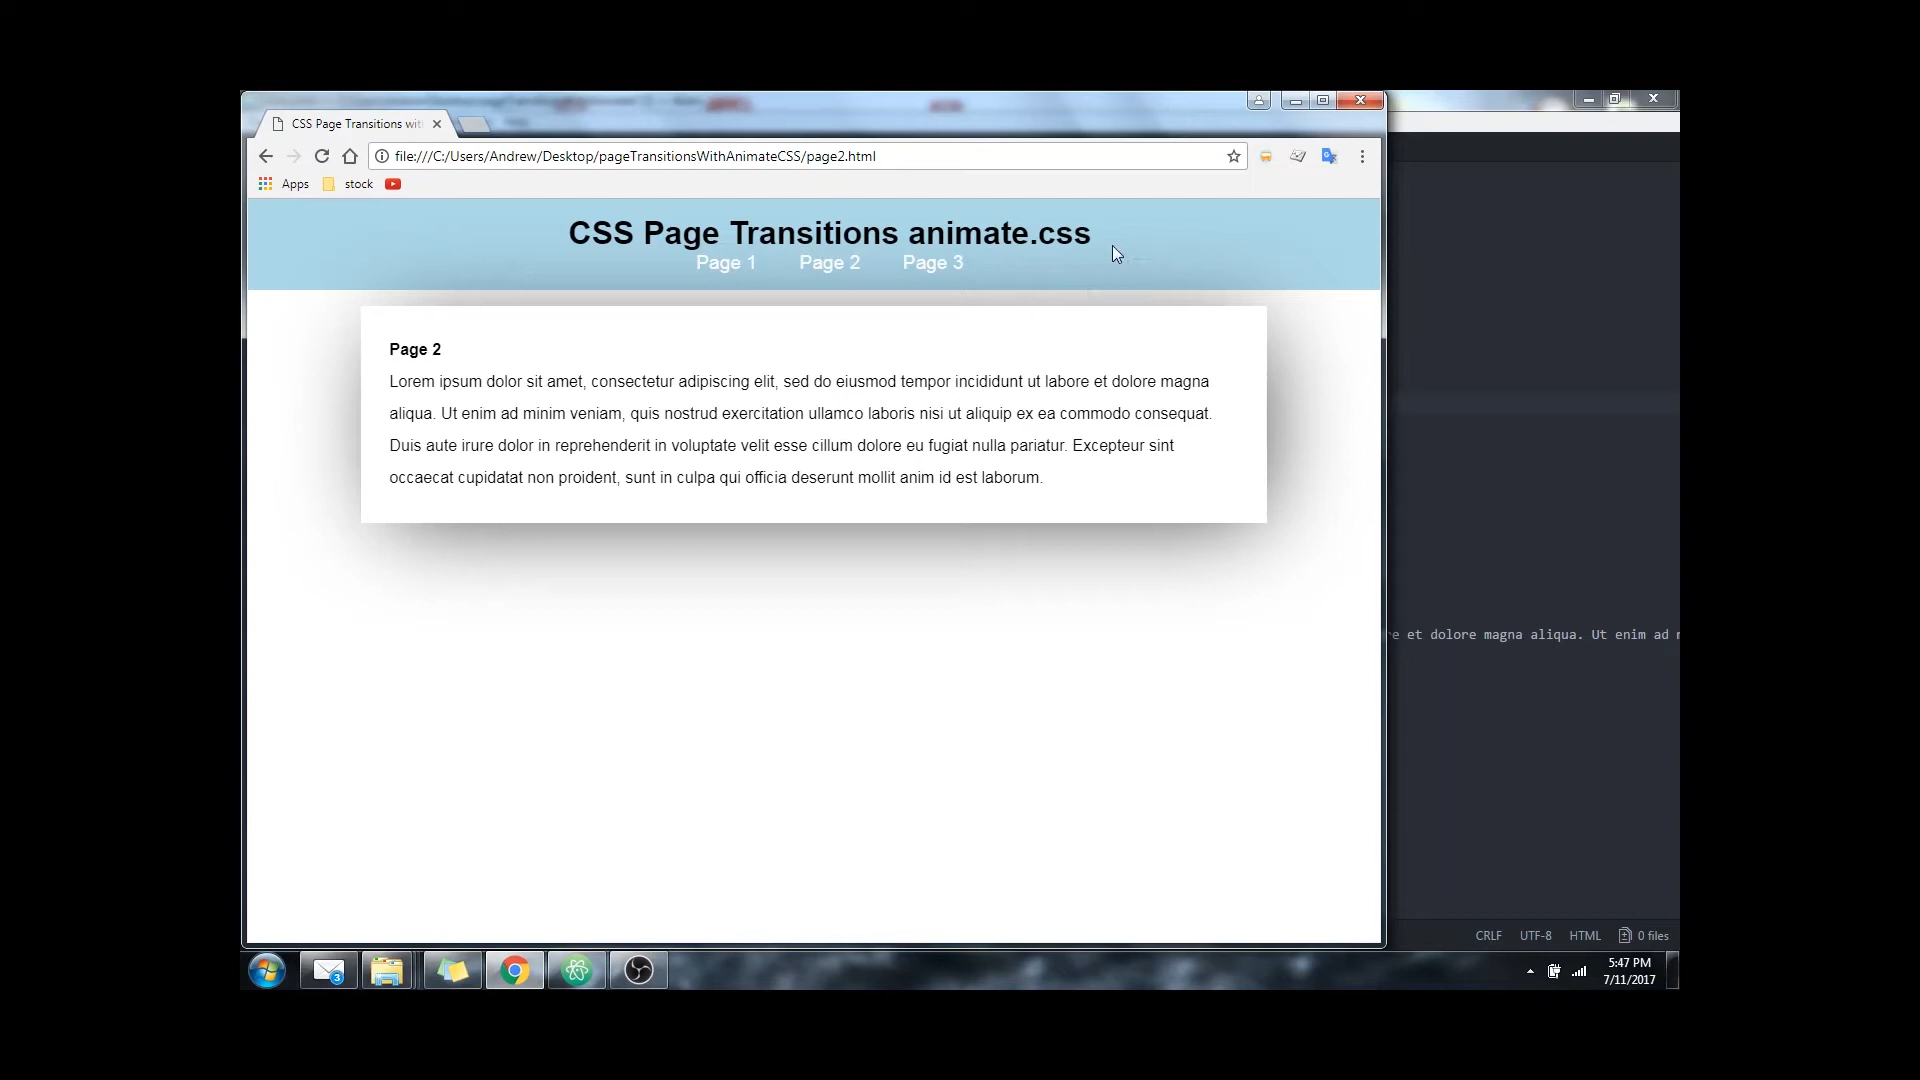 CSS Page Transitions wit
file:///C:/Users/Andrew/Desktop/pageTransitionsWithAnimateCSS/page2.html
Apps stock
CSS Page Transitions animate.css
Page 1 Page 2 Page 3
Page 2
Lorem ipsum dolor sit amet, consectetur adipiscing elit, sed do eiusmod tempor incididunt ut labore et dolore magna
aliqua. Ut enim ad minim veniam, quis nostrud exercitation ullamco laboris nisi ut aliquip ex ea commodo consequat.
Duis aute irure dolor in reprehenderit in voluptate velit esse cillum dolore eu fugiat nulla pariatur. Excepteur sint
occaecat cupidatat non proident, sunt in culpa qui officia deserunt mollit anim id est laborum.
et dolore magna aliqua. Ut enim ad
CRLF UTF-8 HTML 0 files
3
5:47 PM
7/11/2017